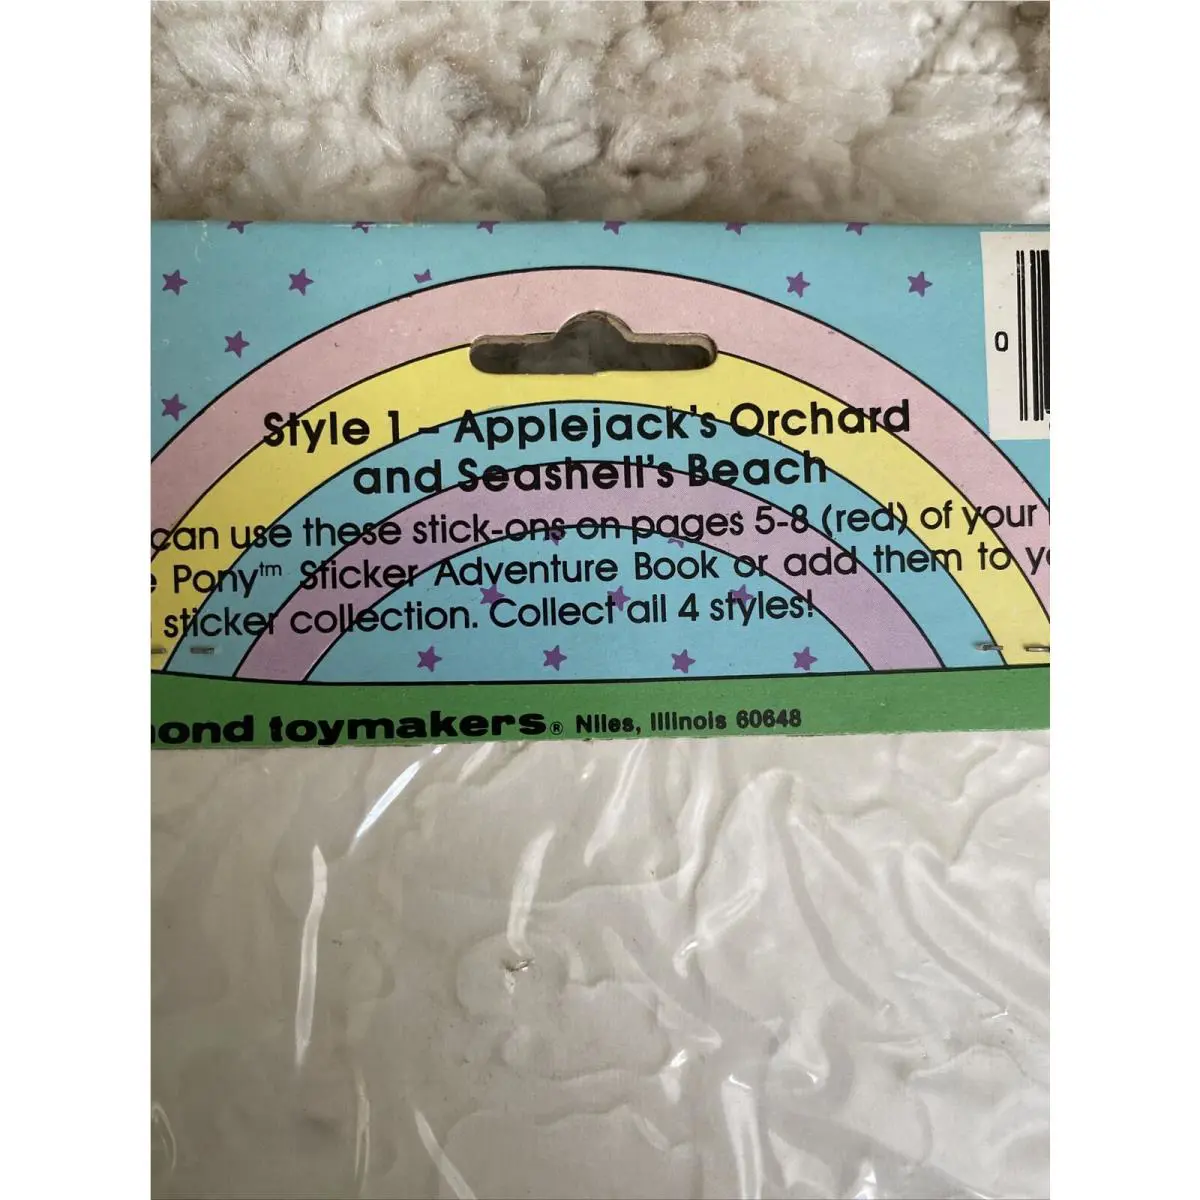 0
Style 1 – Applejack's Orchard
and Seashell's Beach
can use these stick-ons on pages 5-8 (red) of your
Pony™ Sticker Adventure Book or add them to
sticker collection. Collect all 4 styles!
ond toymakers® Niles, Illinois 60648